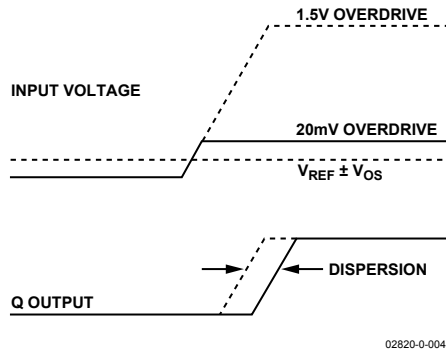 1.5V OVERDRIVE
INPUT VOLTAGE
20mV OVERDRIVE
VREF ± VOS
DISPERSION
Q OUTPUT
02820-0-004